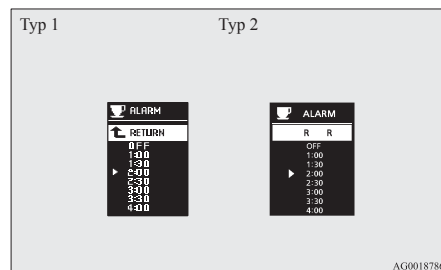 Typ 1
Typ 2
ALARM
RETURN
OFF
1:00
1:30
2:00
2:30
3:00
3:30
4:00
ALARM
R R
OFF
1:00
1:30
2:00
2:30
3:00
3:30
4:00
AG0018786